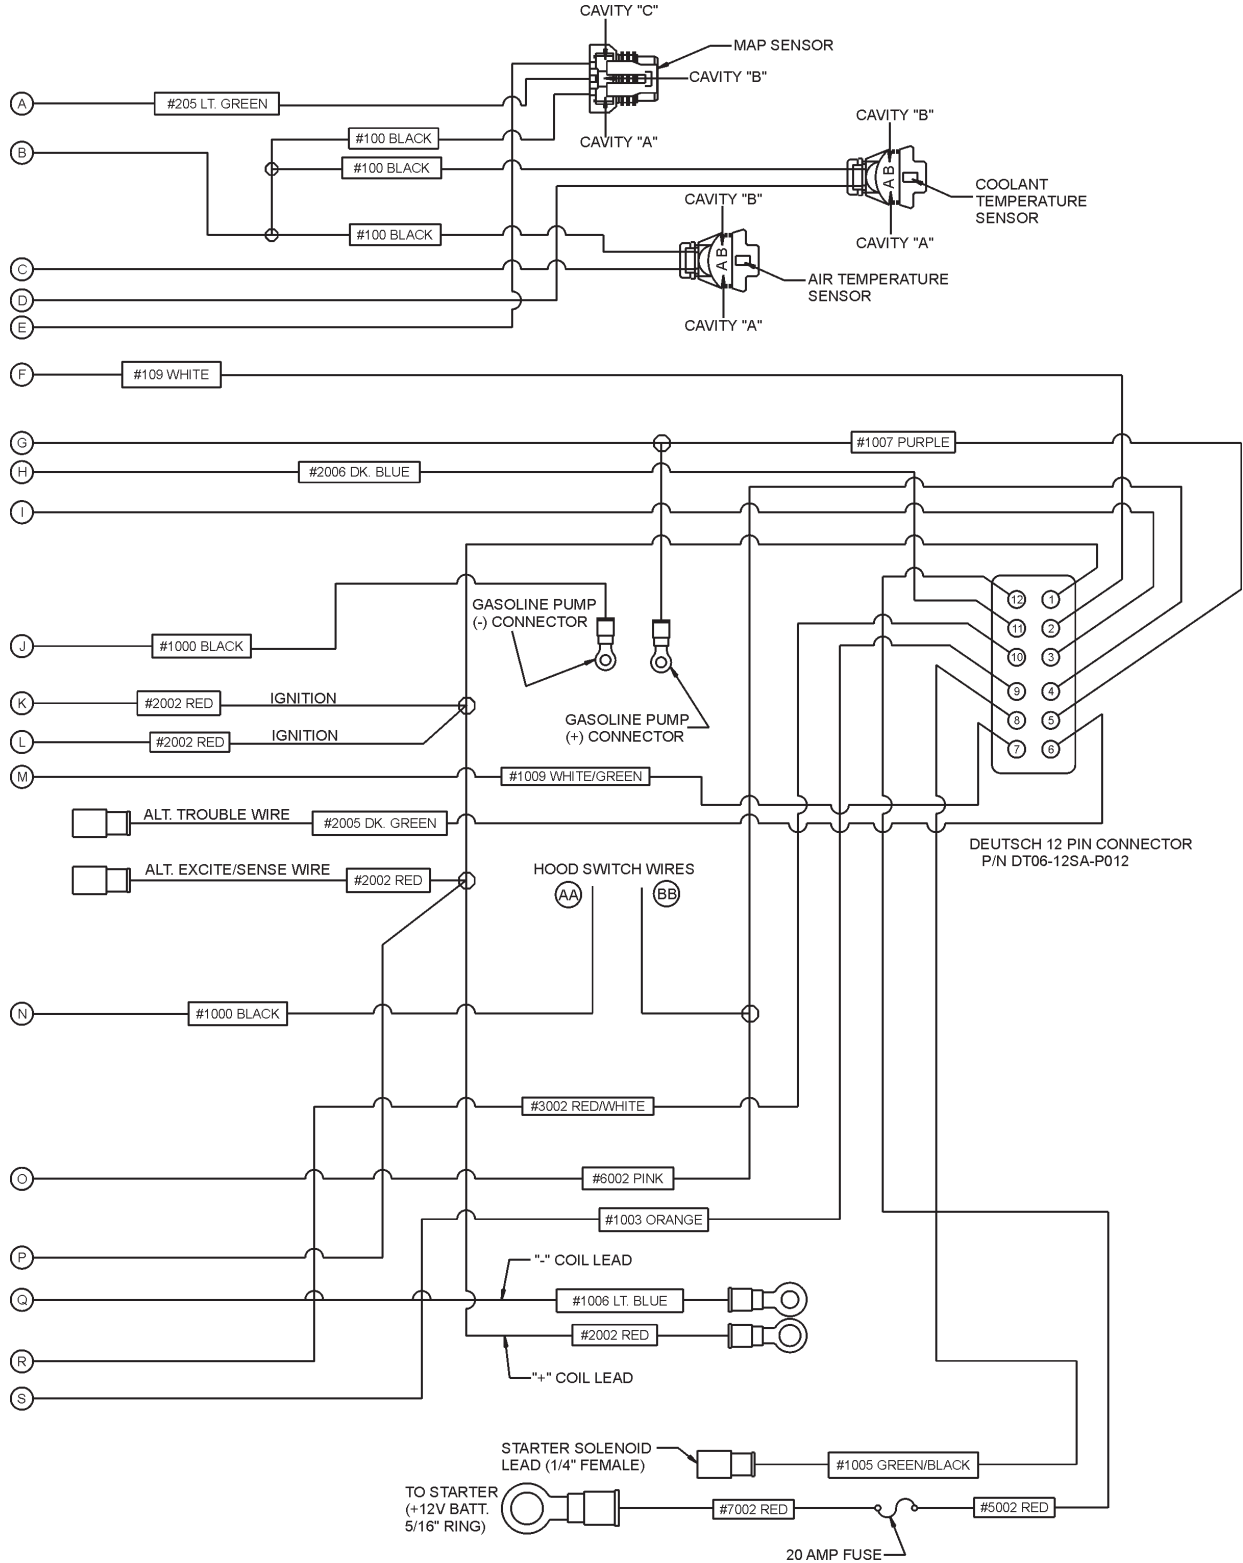 CAVITY "C"
MAP SENSOR
CAVITY "B"
A
#205 LT. GREEN
CAVITY "B"
#100 BLACK
CAVITY "A"
B
#100 BLACK
A B
COOLANT
TEMPERATURE
SENSOR
CAVITY "B"
#100 BLACK
CAVITY "A"
A B
C
AIR TEMPERATURE
SENSOR
D
E
CAVITY "A"
F
#109 WHITE
G
#1007 PURPLE
H
#2006 DK. BLUE
I
GASOLINE PUMP
(-) CONNECTOR
12
1
11
2
J
#1000 BLACK
10
3
K
#2002 RED
IGNITION
9
4
GASOLINE PUMP
(+) CONNECTOR
8
5
L
#2002 RED
IGNITION
7
6
M
#1009 WHITE/GREEN
ALT. TROUBLE WIRE
#2005 DK. GREEN
DEUTSCH 12 PIN CONNECTOR
P/N DT06-12SA-P012
ALT. EXCITE/SENSE WIRE
#2002 RED
HOOD SWITCH WIRES
AA
BB
N
#1000 BLACK
#3002 RED/WHITE
O
#6002 PINK
#1003 ORANGE
P
"-" COIL LEAD
Q
#1006 LT. BLUE
#2002 RED
R
"+" COIL LEAD
S
STARTER SOLENOID
LEAD (1/4" FEMALE)
#1005 GREEN/BLACK
TO STARTER
(+12V BATT.
5/16" RING)
#7002 RED
#5002 RED
20 AMP FUSE